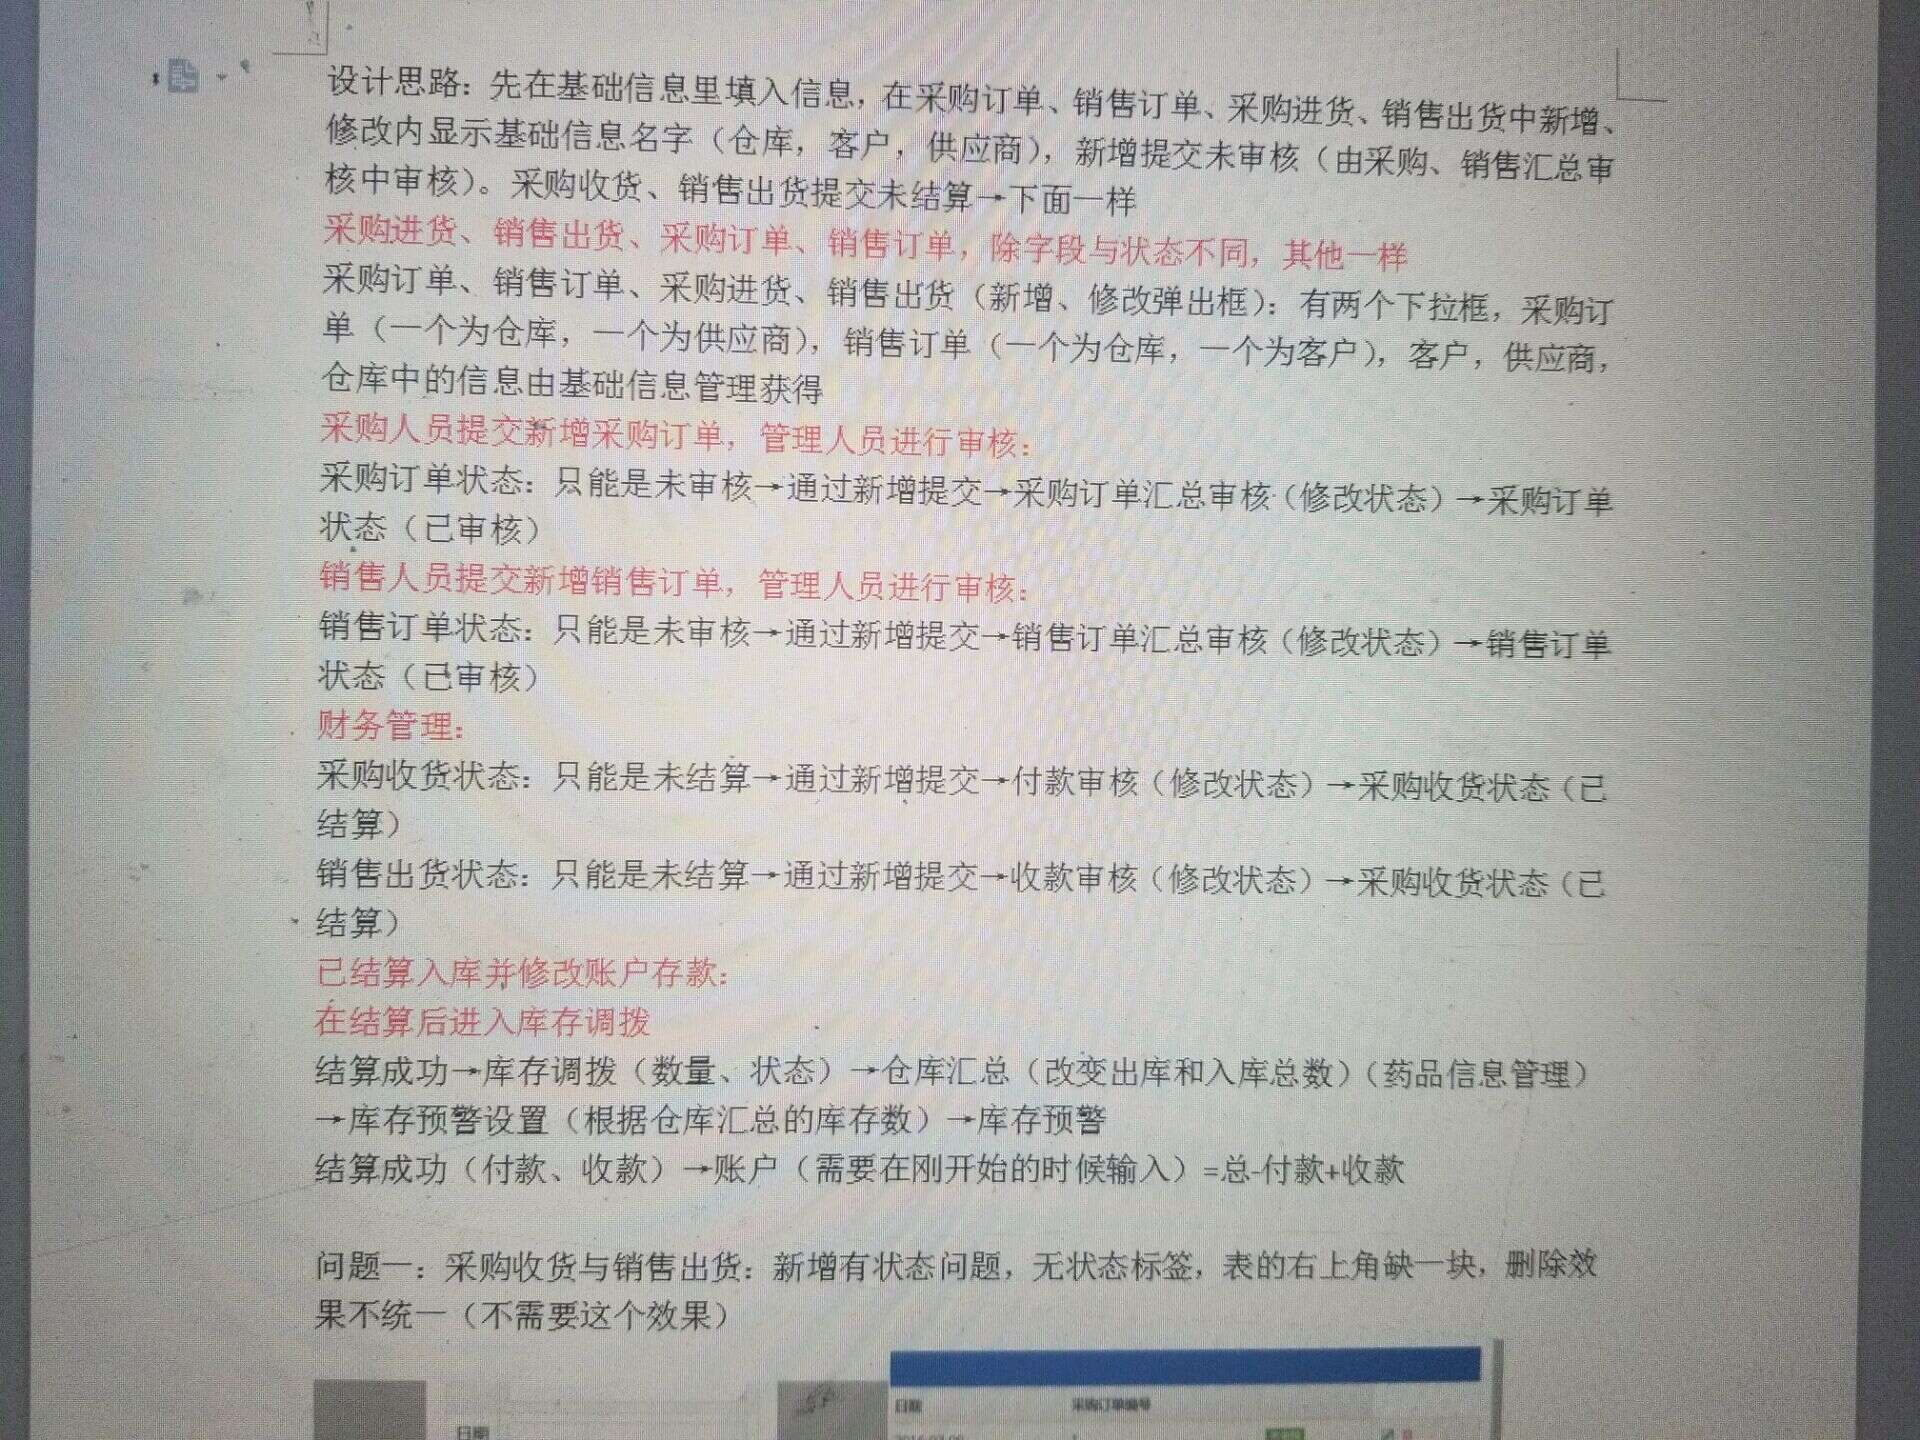 设计思路：先在基础信息里填入信息，在采购订单、销售订单、采购进货、销售出货中新增、
修改内显示基础信息名字（仓库，客户，供应商），新增提交未审核（由采购、销售汇总审
核中审核）。采购收货、销售出货提交未结算→下面一样
采购进货、销售出货、采购订单、销售订单，除字段与状态不同，其他一样
采购订单、销售订单、采购进货、销售出货（新增、修改弹出框）：有两个下拉框，采购订
单（一个为仓库，一个为供应商），销售订单（一个为仓库，一个为客户），客户，供应商，
仓库中的信息由基础信息管理获得
采购人员提交新增采购订单，管理人员进行审核：
采购订单状态：只能是未审核→通过新增提交→采购订单汇总审核（修改状态）→采购订单
状态（已审核）
销售人员提交新增销售订单，管理人员进行审核：
销售订单状态：只能是未审核→通过新增提交→销售订单汇总审核（修改状态）→销售订单
状态（已审核）
财务管理：
采购收货状态：只能是未结算→通过新增提交→付款审核（修改状态）→采购收货状态（已
结算）
销售出货状态：只能是未结算→通过新增提交→收款审核（修改状态）→采购收货状态（已
结算）
已结算入库并修改账户存款：
在结算后进入库存调拨
结算成功→库存调拨（数量、状态）→仓库汇总（改变出库和入库总数）（药品信息管理）
→库存预警设置（根据仓库汇总的库存数）→库存预警
结算成功（付款、收款）→账户（需要在刚开始的时候输入）=总-付款+收款
问题一：采购收货与销售出货：新增有状态问题，无状态标签，表的右上角缺一块，删除效
果不统一（不需要这个效果）
日期 日期 采购订单编号